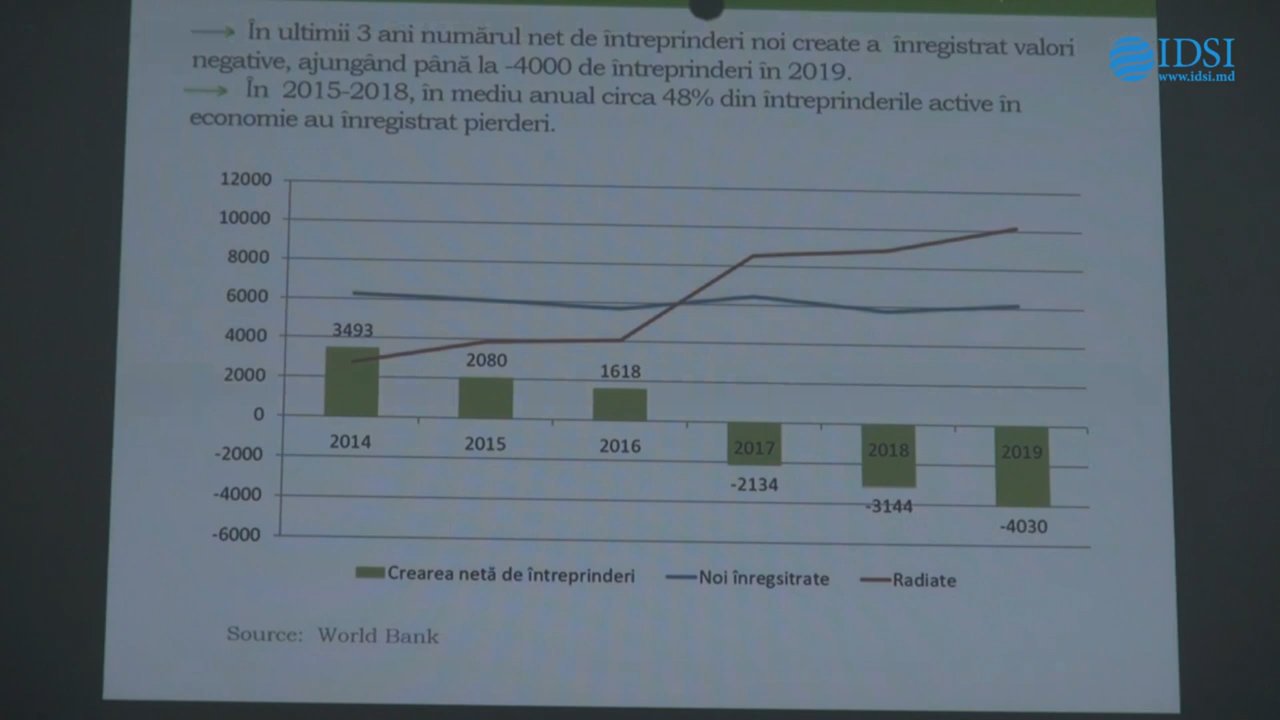 În ultimii 3 ani numărul net de întreprinderi noi create a înregistrat valori
negative, ajungând până la -4000 de întreprinderi în 2019.
În 2015-2018, în mediu anual circa 48% din întreprinderile active în
economie au înregistrat pierderi.
IDSI
www.idsi.md
12000
10000
8000
6000
4000
2000
0
-2000
-4000
-6000
3493
2080
1618
2014
2015
2016
2017
2018
2019
-2134
-3144
-4030
Crearea netă de întreprinderi
Noi înregsitrate
Radiate
Source: World Bank